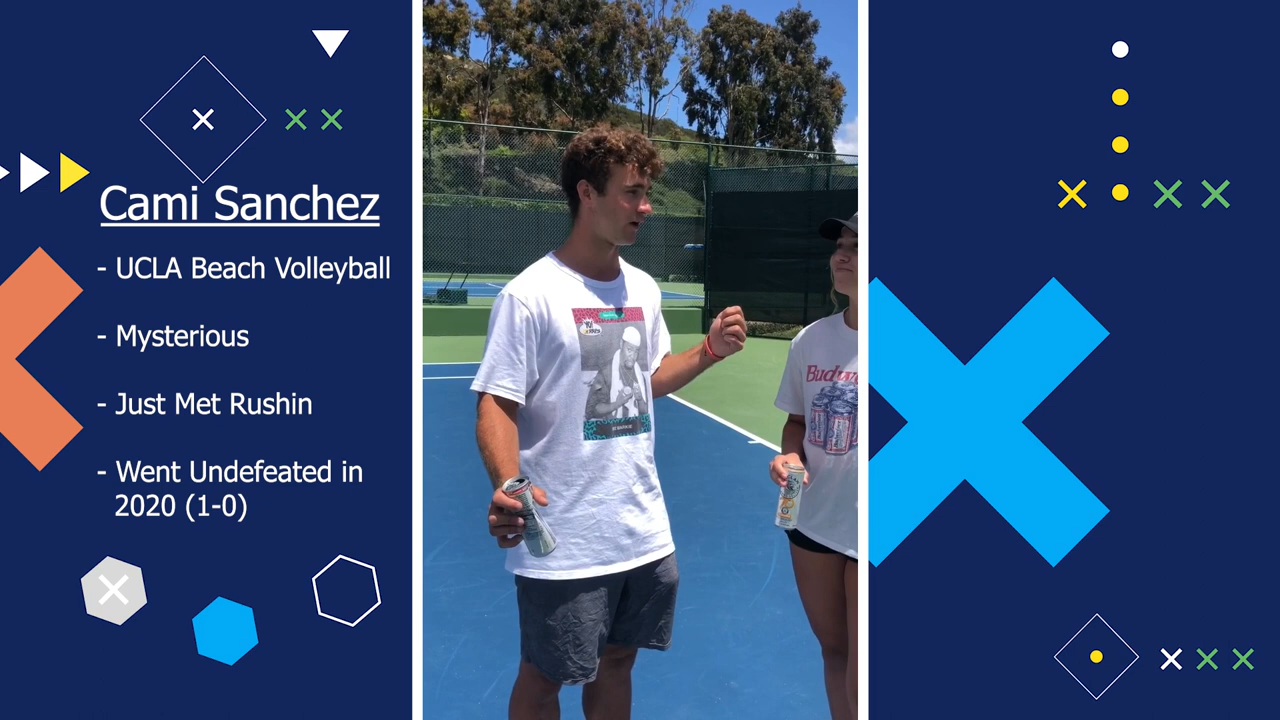 Cami Sanchez
- UCLA Beach Volleyball
- Mysterious
- Just Met Rushin
- Went Undefeated in
2020 (1-0)